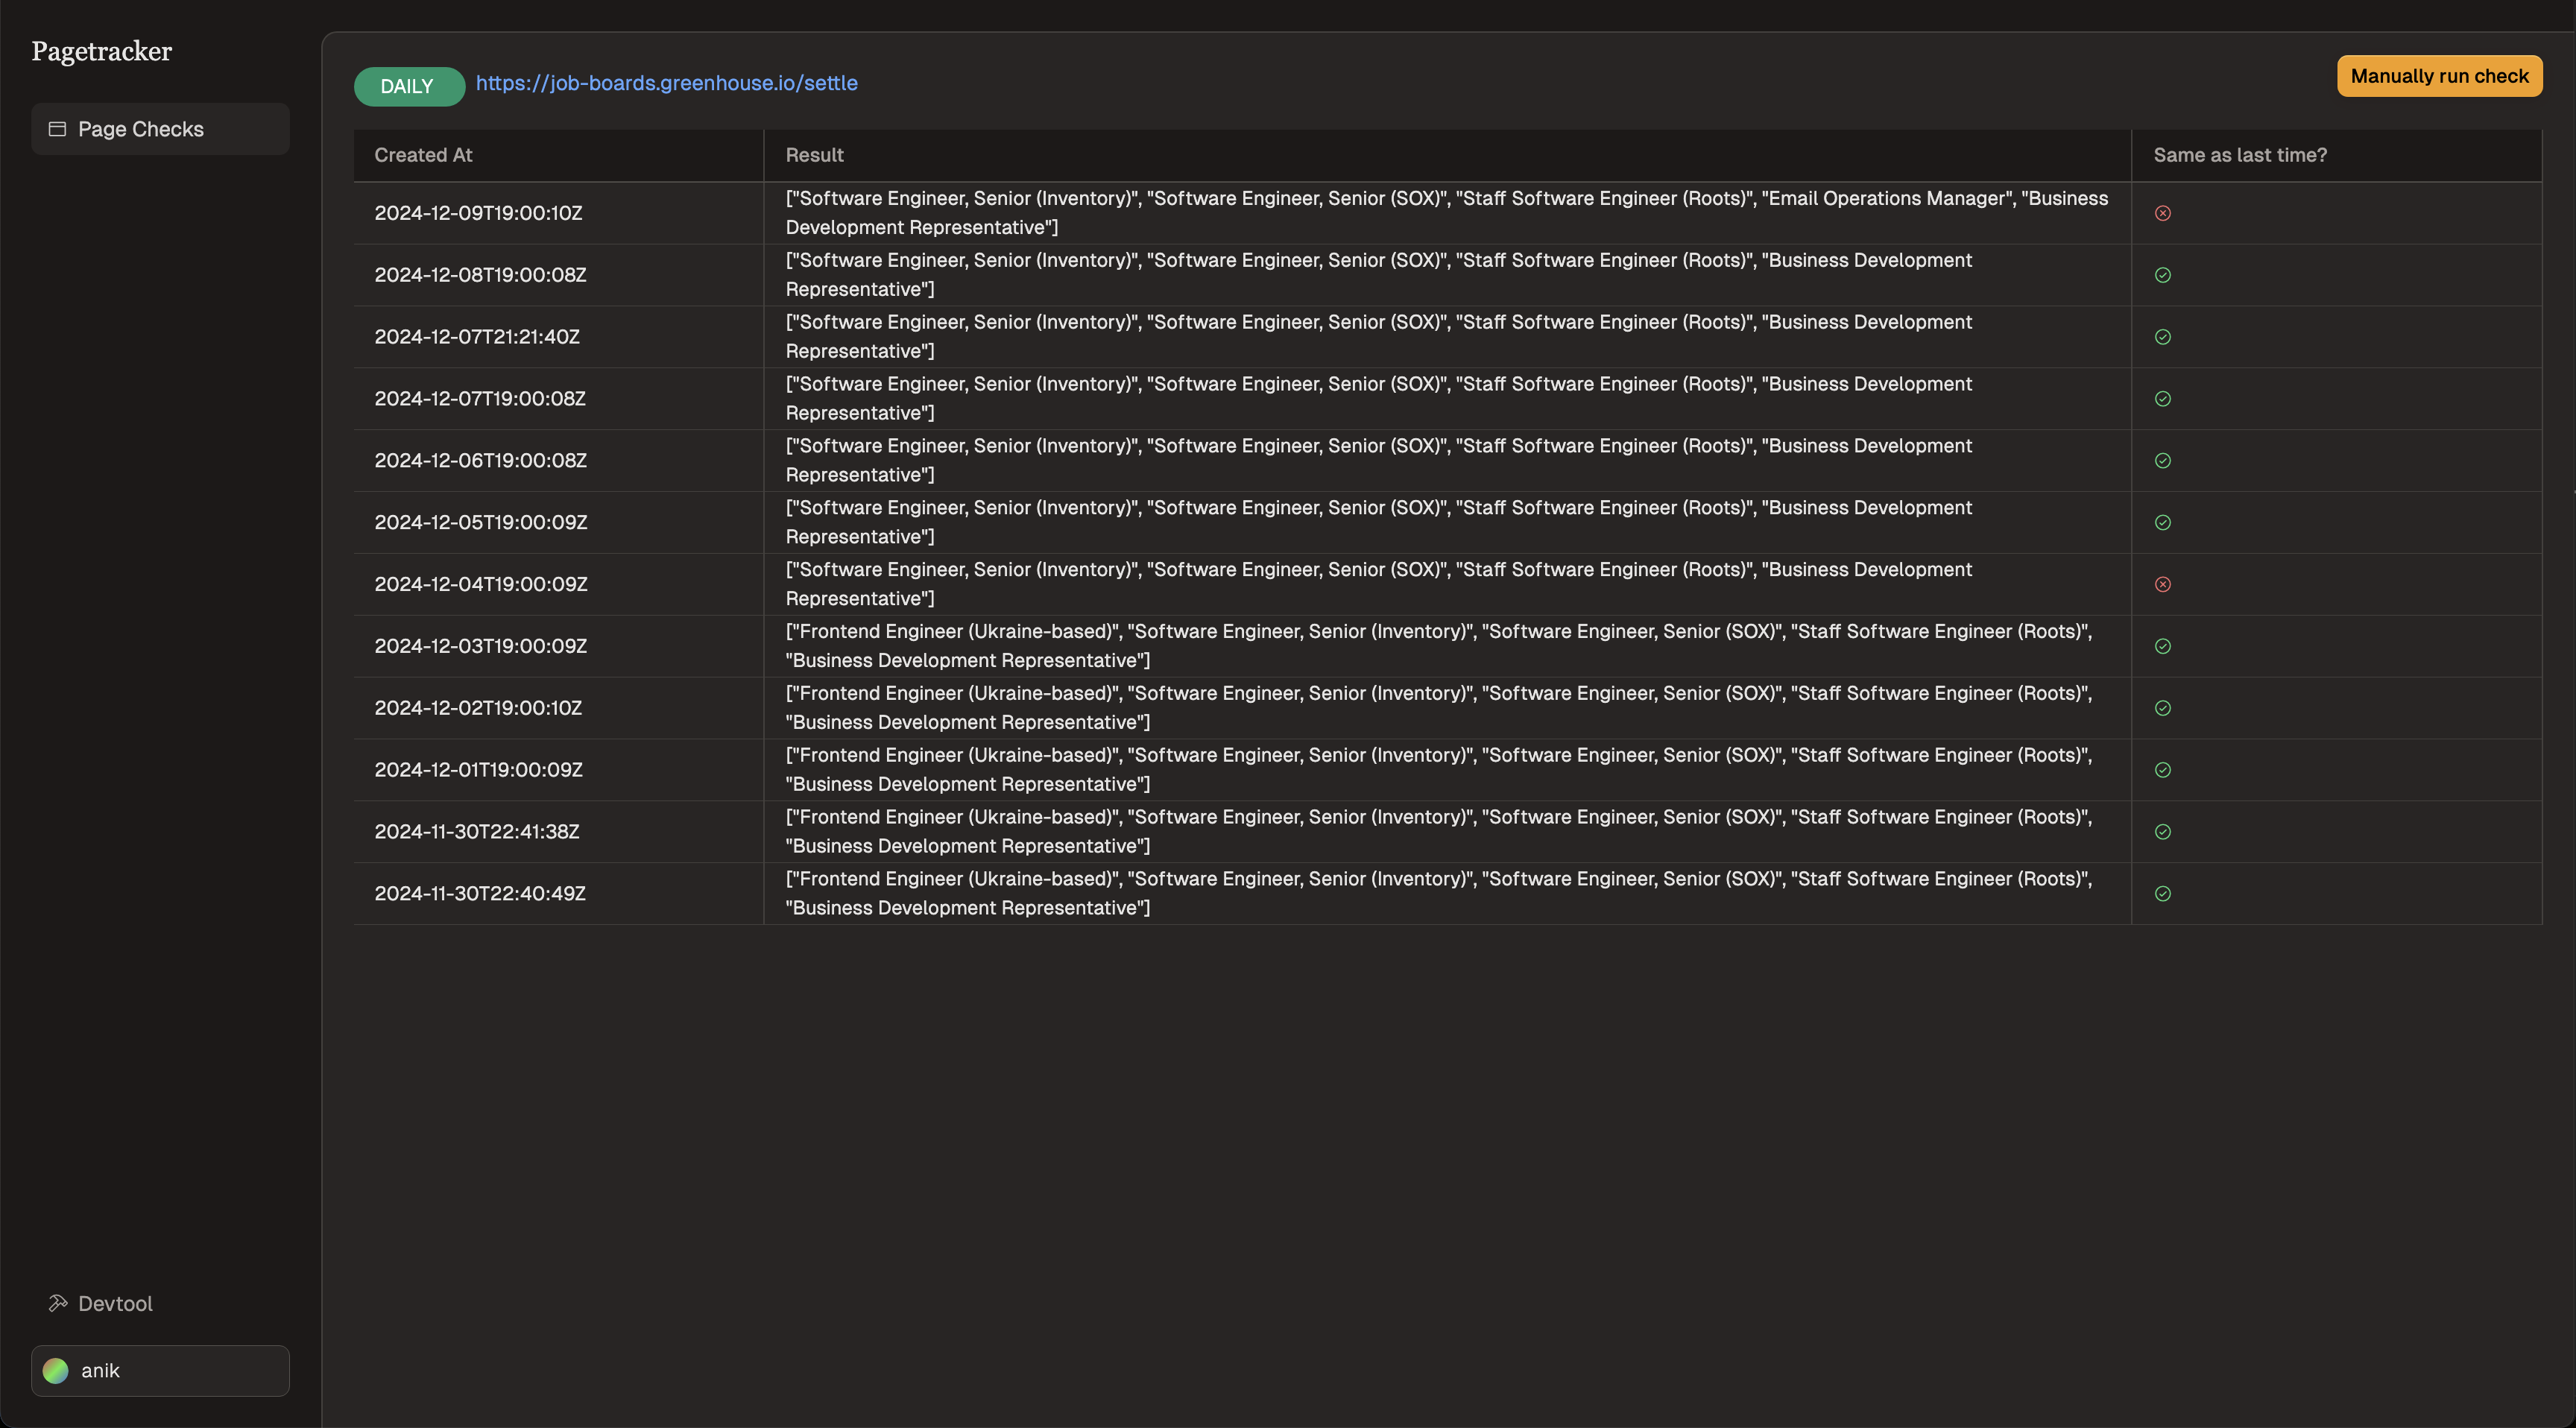 Pagetracker
Page Checks
DAILY
https://job-boards.greenhouse.io/settle
Manually run check
Created At
Result
Same as last time?
2024-12-09T19:00:10Z
["Software Engineer, Senior (Inventory)", "Software Engineer, Senior (SOX)", "Staff Software Engineer (Roots)", "Email Operations Manager", "Business
Development Representative"]
2024-12-08T19:00:08Z
["Software Engineer, Senior (Inventory)", "Software Engineer, Senior (SOX)", "Staff Software Engineer (Roots)", "Business Development
Representative"]
2024-12-07T21:21:40Z
["Software Engineer, Senior (Inventory)", "Software Engineer, Senior (SOX)", "Staff Software Engineer (Roots)", "Business Development
Representative"]
2024-12-07T19:00:08Z
["Software Engineer, Senior (Inventory)", "Software Engineer, Senior (SOX)", "Staff Software Engineer (Roots)", "Business Development
Representative"]
2024-12-06T19:00:08Z
["Software Engineer, Senior (Inventory)", "Software Engineer, Senior (SOX)", "Staff Software Engineer (Roots)", "Business Development
Representative"]
2024-12-05T19:00:09Z
["Software Engineer, Senior (Inventory)", "Software Engineer, Senior (SOX)", "Staff Software Engineer (Roots)", "Business Development
Representative"]
2024-12-04T19:00:09Z
["Software Engineer, Senior (Inventory)", "Software Engineer, Senior (SOX)", "Staff Software Engineer (Roots)", "Business Development
Representative"]
2024-12-03T19:00:09Z
["Frontend Engineer (Ukraine-based)", "Software Engineer, Senior (Inventory)", "Software Engineer, Senior (SOX)", "Staff Software Engineer (Roots)",
"Business Development Representative"]
2024-12-02T19:00:10Z
["Frontend Engineer (Ukraine-based)", "Software Engineer, Senior (Inventory)", "Software Engineer, Senior (SOX)", "Staff Software Engineer (Roots)",
"Business Development Representative"]
2024-12-01T19:00:09Z
["Frontend Engineer (Ukraine-based)", "Software Engineer, Senior (Inventory)", "Software Engineer, Senior (SOX)", "Staff Software Engineer (Roots)",
"Business Development Representative"]
2024-11-30T22:41:38Z
["Frontend Engineer (Ukraine-based)", "Software Engineer, Senior (Inventory)", "Software Engineer, Senior (SOX)", "Staff Software Engineer (Roots)",
"Business Development Representative"]
2024-11-30T22:40:49Z
["Frontend Engineer (Ukraine-based)", "Software Engineer, Senior (Inventory)", "Software Engineer, Senior (SOX)", "Staff Software Engineer (Roots)",
"Business Development Representative"]
Devtool
anik